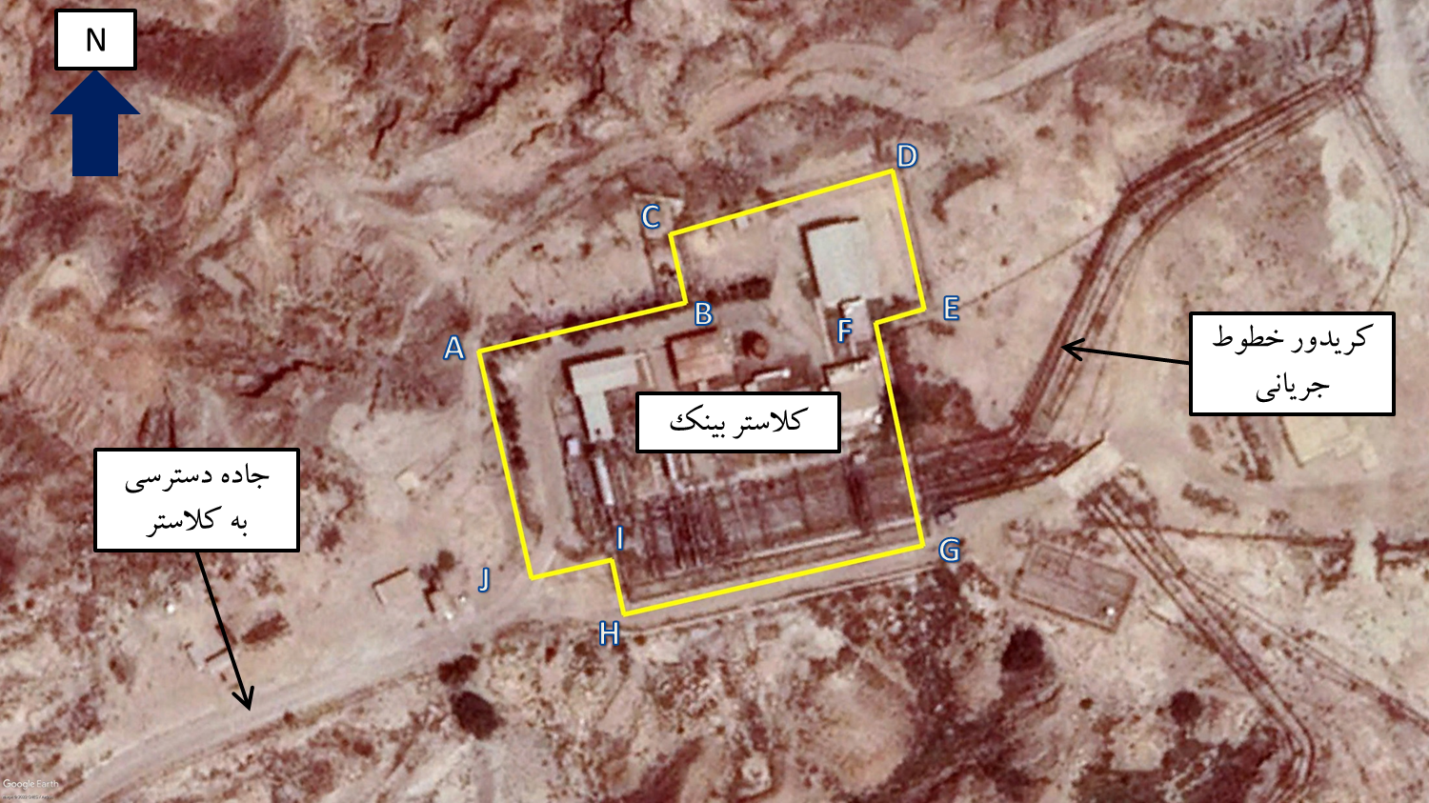 N
D
C
B
E
F
A
کریدور خطوط
جریانی
کلاستر بینک
جاده دسترسی
به کلاستر
I
G
J
H
Google Earth